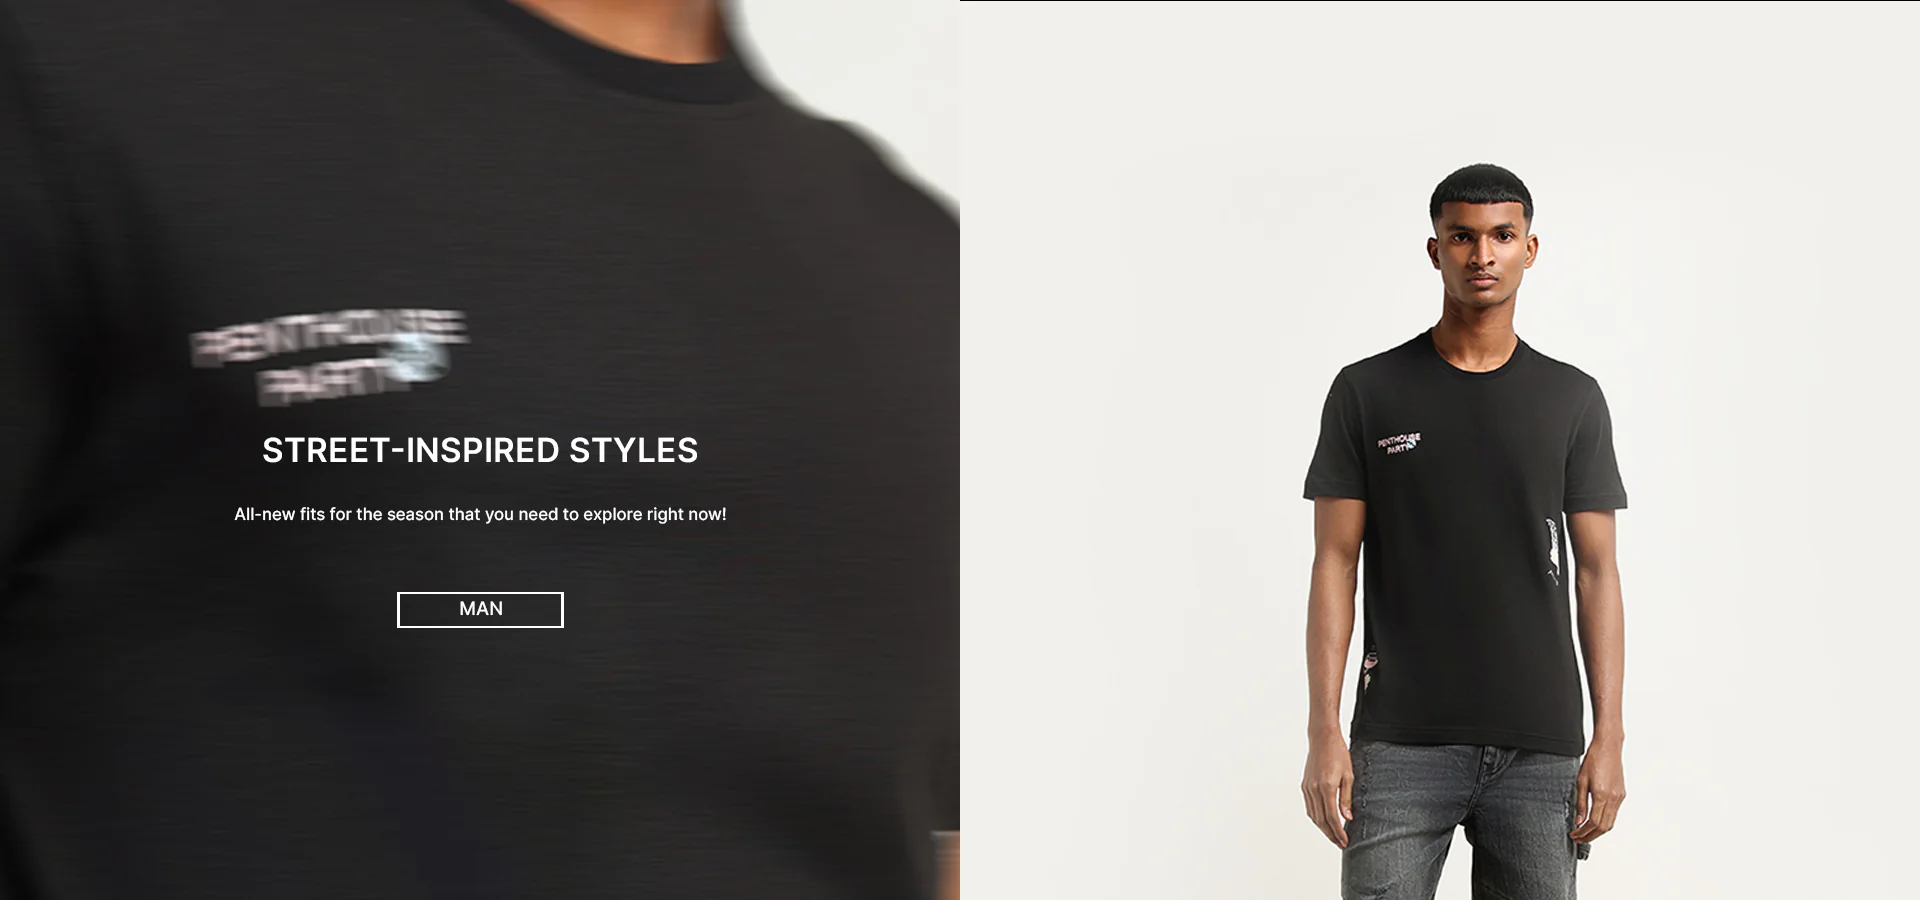 PENTHOUSE
PARTY
STREET-INSPIRED STYLES
All-new fits for the season that you need to explore right now!
MAN
PENTHOUSE
PARTY